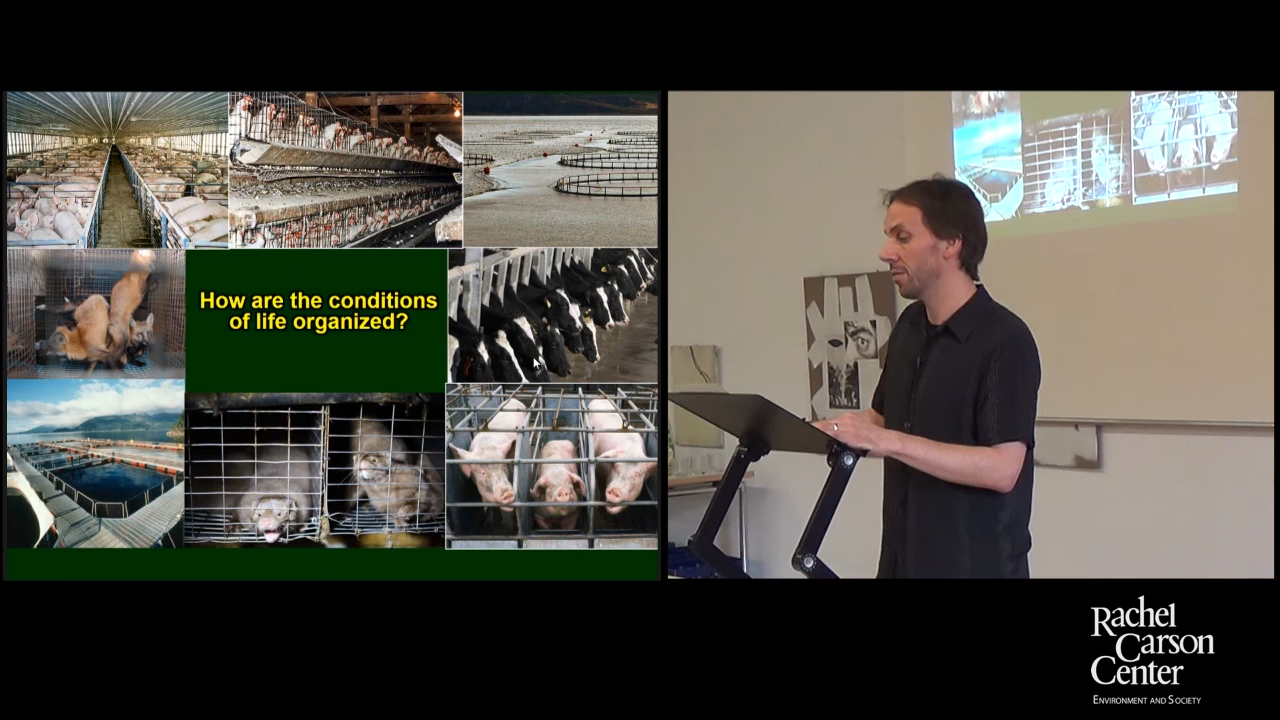 How are the conditions
of life organized?
Rachel
Carson
Center
Environment and Society